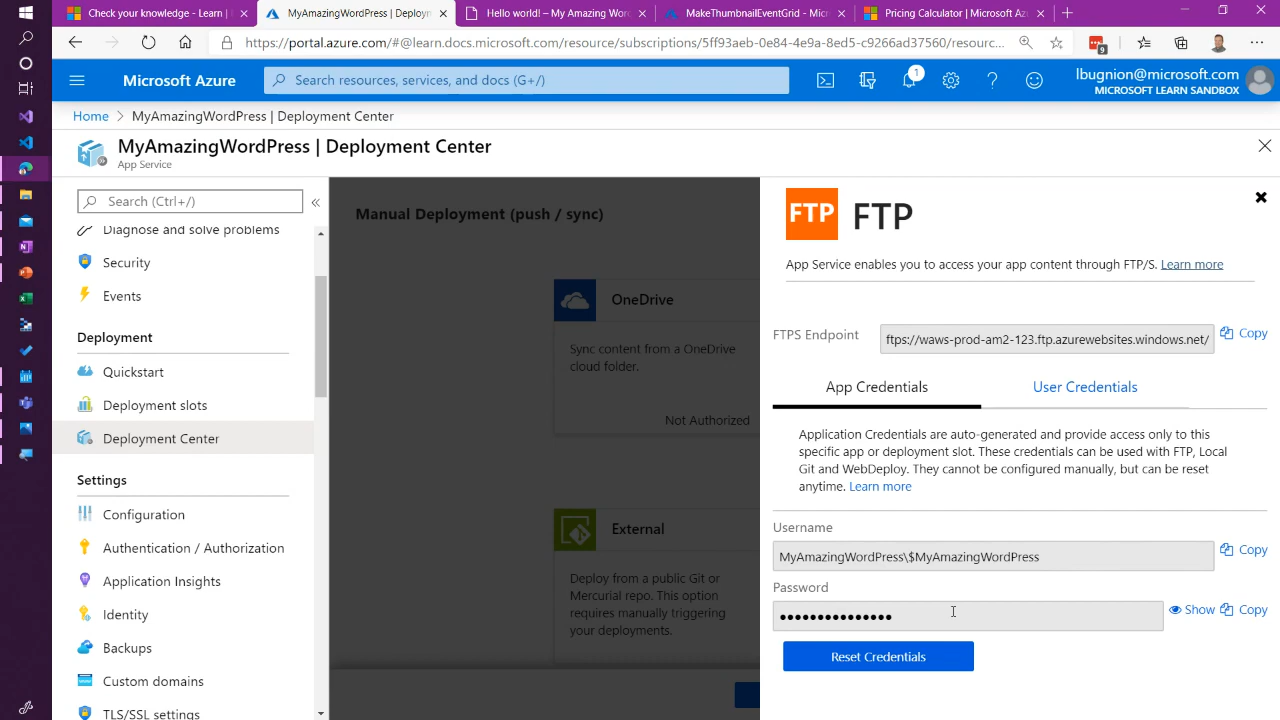 Check your knowledge - Learn |
MyAmazingWordPress | Deploym
Hello world! – My Amazing Wor
MakeThumbnailEventGrid - Micr
Pricing Calculator | Microsoft Az
https://portal.azure.com/#@learn.docs.microsoft.com/resource/subscriptions/5ff93aeb-0e84-4e9a-8ed5-c9266ad37560/resourc...
9
Microsoft Azure
Search resources, services, and docs (G+/)
1
lbugnion@microsoft.com
MICROSOFT LEARN SANDBOX
Home > MyAmazingWordPress | Deployment Center
MyAmazingWordPress | Deployment Center
App Service
Search (Ctrl+/)
«
Diagnose and solve problems
Security
Events
Deployment
Quickstart
Deployment slots
Deployment Center
Settings
Configuration
Authentication / Authorization
Application Insights
Identity
Backups
Custom domains
TLS/SSL settings
Manual Deployment (push / sync)
OneDrive
Sync content from a OneDrive
cloud folder.
Not Authorized
External
Deploy from a public Git or
Mercurial repo. This option
requires manually triggering
your deployments.
FTP FTP
App Service enables you to access your app content through FTP/S. Learn more
FTPS Endpoint
ftps://waws-prod-am2-123.ftp.azurewebsites.windows.net/
Copy
App Credentials
User Credentials
Application Credentials are auto-generated and provide access only to this
specific app or deployment slot. These credentials can be used with FTP, Local
Git and WebDeploy. They cannot be configured manually, but can be reset
anytime. Learn more
Username
MyAmazingWordPress\$MyAmazingWordPress
Copy
Password
•••••••••••••••
Show Copy
Reset Credentials